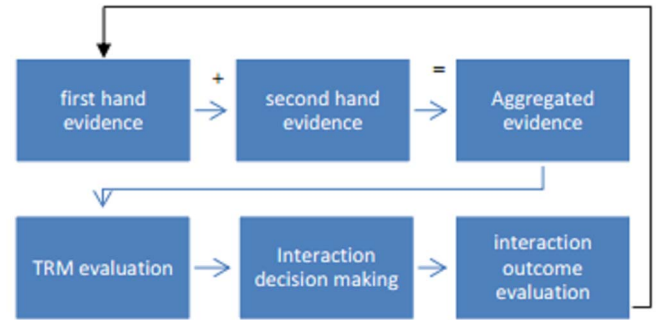 first hand
evidence
+
second hand
evidence
=
Aggregated
evidence
TRM evaluation
Interaction
decision making
interaction
outcome
evaluation